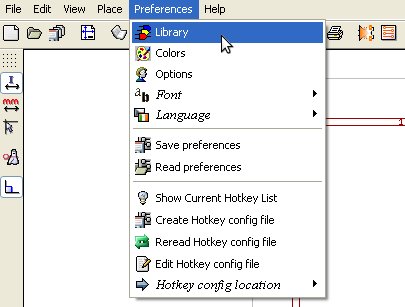 File Edit View Place Preferences Help
Library
Colors
Options
Font
Language
Save preferences
Read preferences
Show Current Hotkey List
Create Hotkey config file
Reread Hotkey config file
Edit Hotkey config file
Hotkey config location